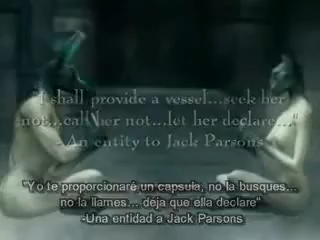 "I shall provide a vessel...seek her
not...call her not...let her declare..."
- An entity to Jack Parsons
"Yo te proporcionaré un capsula, no la busques...
no la llames... deja que ella declare"
-Una entidad a Jack Parsons